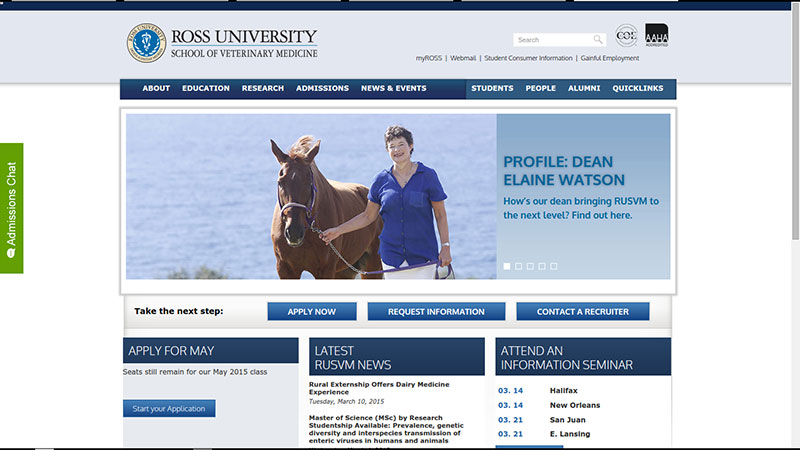 ROSS UNIVERSITY
SCHOOL OF VETERINARY MEDICINE
Search
COE
AAHA
ACCREDITED
myROSS | Webmail | Student Consumer Information | Gainful Employment
ABOUT EDUCATION RESEARCH ADMISSIONS NEWS & EVENTS STUDENTS PEOPLE ALUMNI QUICKLINKS
Admissions Chat
PROFILE: DEAN
ELAINE WATSON
How's our dean bringing RUSVM to
the next level? Find out here.
Take the next step: APPLY NOW REQUEST INFORMATION CONTACT A RECRUITER
APPLY FOR MAY
Seats still remain for our May 2015 class
Start your Application
LATEST
RUSVM NEWS
Rural Externship Offers Dairy Medicine
Experience
Tuesday, March 10, 2015
Master of Science (MSc) by Research
Studentship Available: Prevalence, genetic
diversity and interspecies transmission of
enteric viruses in humans and animals
ATTEND AN
INFORMATION SEMINAR
03. 14 Halifax
03. 14 New Orleans
03. 21 San Juan
03. 21 E. Lansing